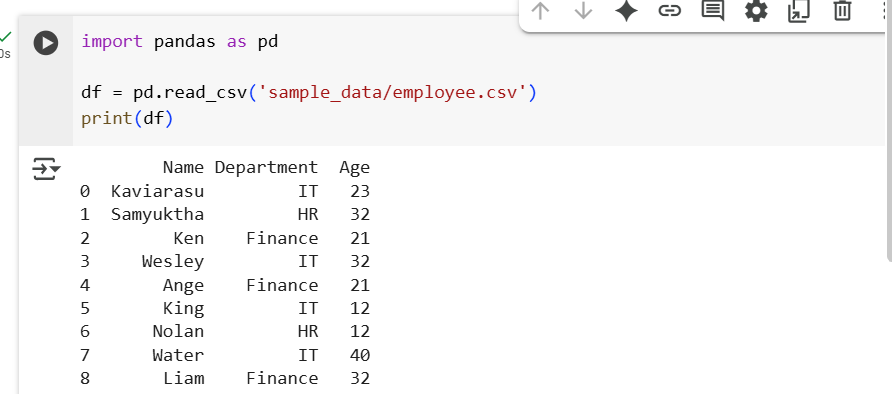 0s
import pandas as pd
df = pd.read_csv('sample_data/employee.csv')
print(df)
Name Department Age
0 Kaviarasu IT 23
1 Samyuktha HR 32
2 Ken Finance 21
3 Wesley IT 32
4 Ange Finance 21
5 King IT 12
6 Nolan HR 12
7 Water IT 40
8 Liam Finance 32